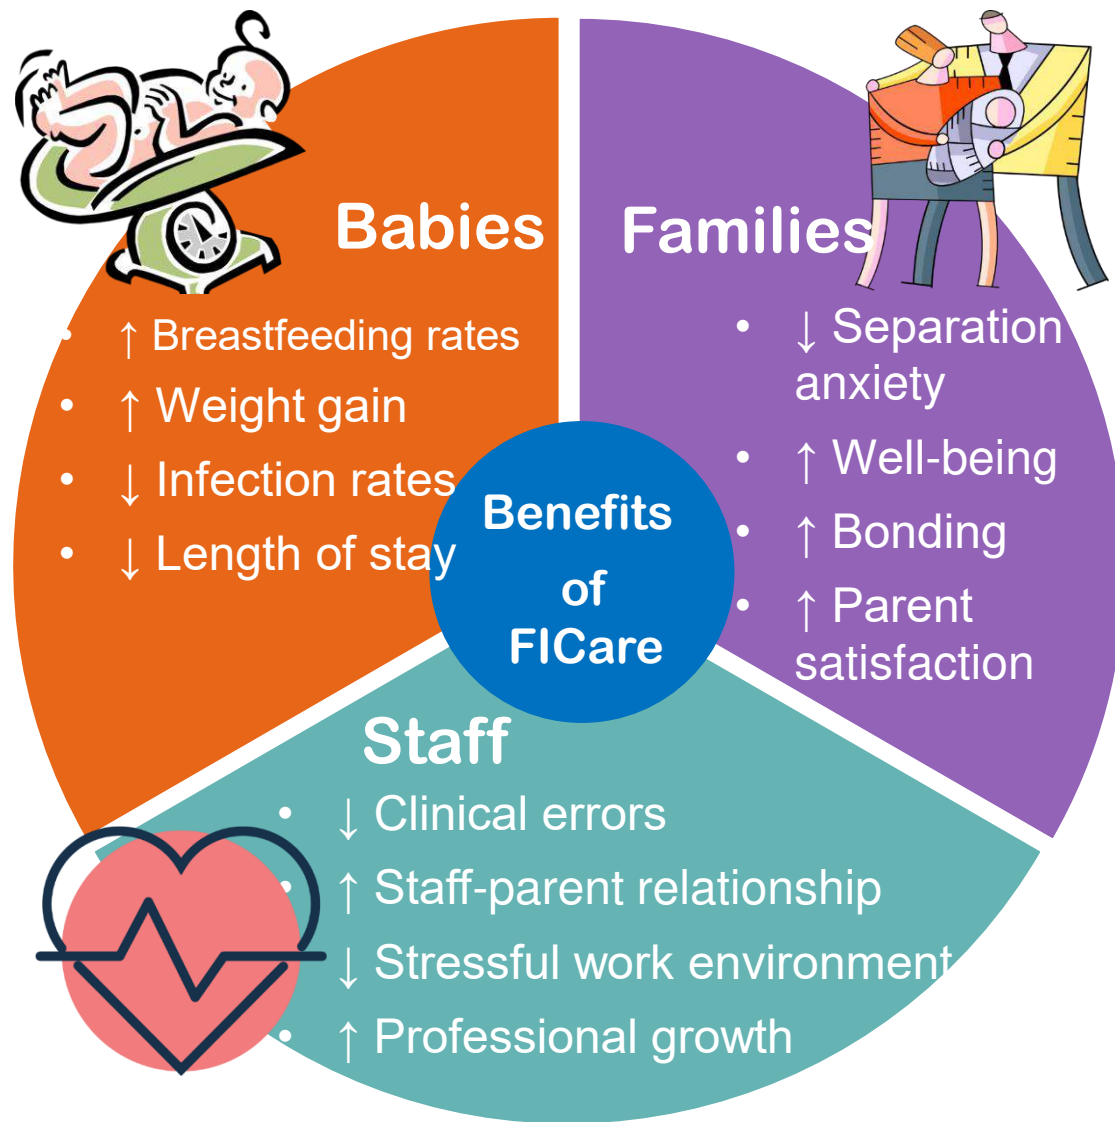 Babies
• ↑ Breastfeeding rates
• ↑ Weight gain
• ↓ Infection rates
• ↓ Length of stay
Families
• ↓ Separation
anxiety
• ↑ Well-being
• ↑ Bonding
• ↑ Parent
satisfaction
Benefits
of
FICare
Staff
• ↓ Clinical errors
• ↑ Staff-parent relationship
↓ Stressful work environment
• ↑ Professional growth